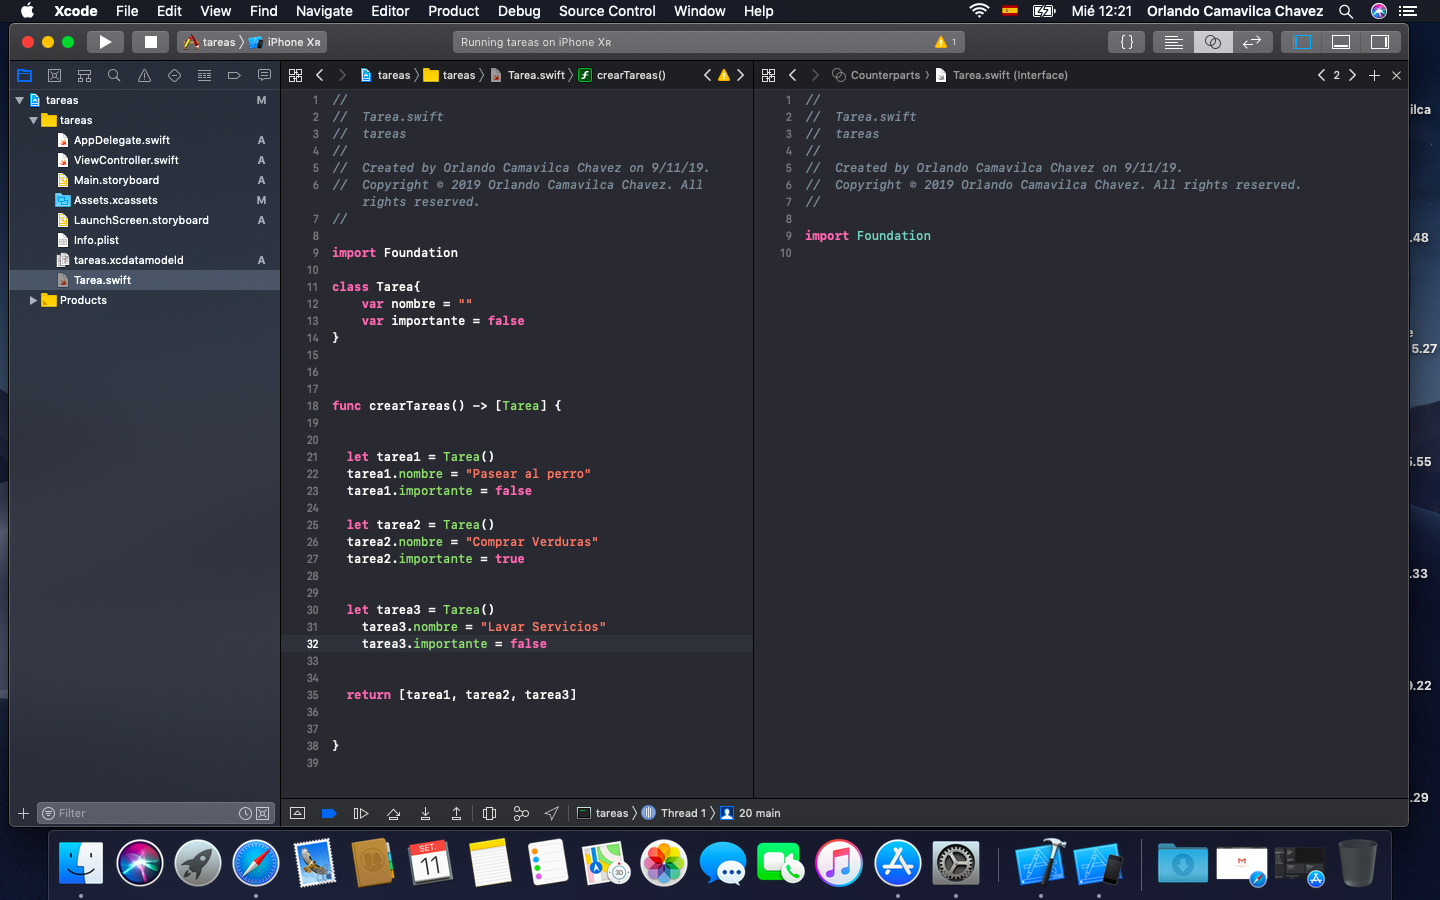 Xcode File Edit View Find Navigate Editor Product Debug Source Control Window Help Mié 12:21 Orlando Camavilca Chavez
tareas iPhone XR Running tareas on iPhone XR 1 {}
tareas tareas Tarea.swift crearTareas()
Counterparts Tarea.swift (Interface) 2
tareas M
tareas
AppDelegate.swift A
ViewController.swift A
Main.storyboard A
Assets.xcassets M
LaunchScreen.storyboard A
Info.plist
tareas.xcdatamodeld A
Tarea.swift
Products
Filter
1 //
2 // Tarea.swift
3 // tareas
4 //
5 // Created by Orlando Camavilca Chavez on 9/11/19.
6 // Copyright © 2019 Orlando Camavilca Chavez. All
rights reserved.
7 //
8
9 import Foundation
10
11 class Tarea{
12 var nombre = ""
13 var importante = false
14 }
15
16
17
18 func crearTareas() -> [Tarea] {
19
20
21 let tarea1 = Tarea()
22 tarea1.nombre = "Pasear al perro"
23 tarea1.importante = false
24
25 let tarea2 = Tarea()
26 tarea2.nombre = "Comprar Verduras"
27 tarea2.importante = true
28
29
30 let tarea3 = Tarea()
31 tarea3.nombre = "Lavar Servicios"
32 tarea3.importante = false
33
34
35 return [tarea1, tarea2, tarea3]
36
37
38 }
39
1 //
2 // Tarea.swift
3 // tareas
4 //
5 // Created by Orlando Camavilca Chavez on 9/11/19.
6 // Copyright © 2019 Orlando Camavilca Chavez. All rights reserved.
7 //
8
9 import Foundation
10
tareas Thread 1 20 main
ilca
.48
e
5.27
5.55
.33
.22
.29
SET.
11